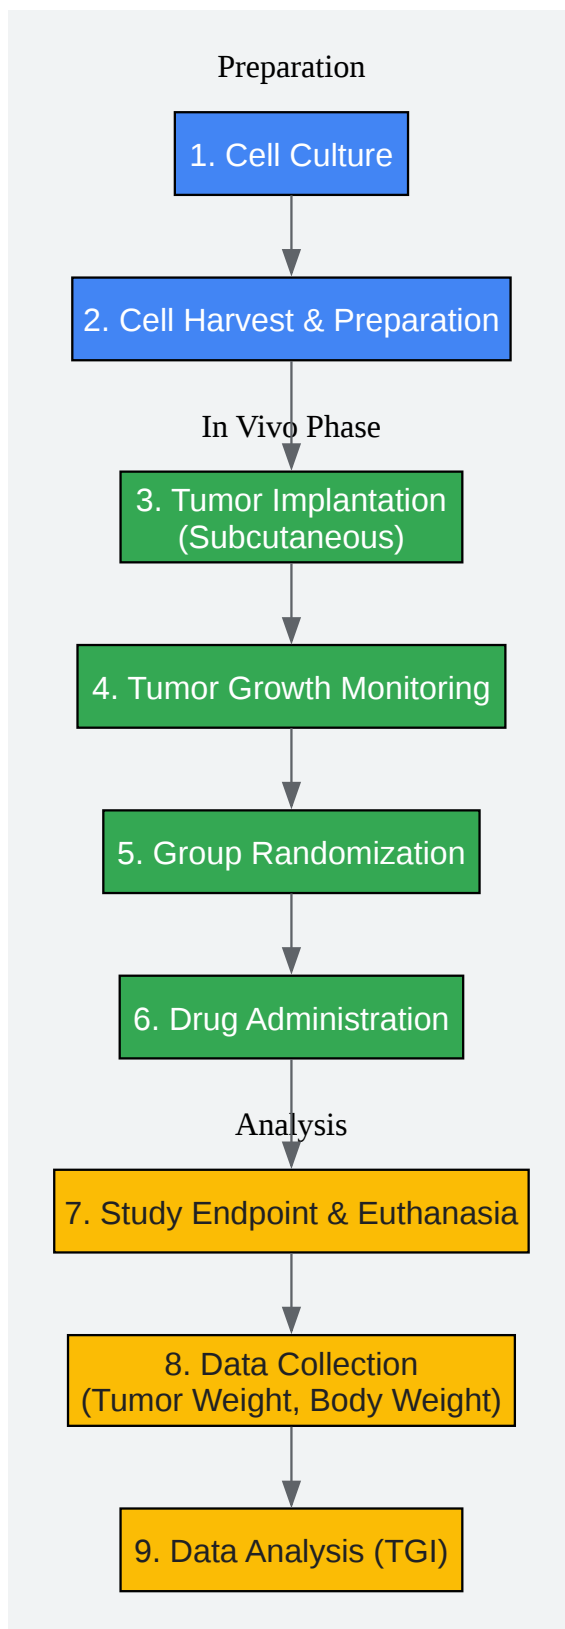 Preparation
1. Cell Culture
2. Cell Harvest & Preparation
In Vivo Phase
3. Tumor Implantation
(Subcutaneous)
4. Tumor Growth Monitoring
5. Group Randomization
6. Drug Administration
Analysis
7. Study Endpoint & Euthanasia
8. Data Collection
(Tumor Weight, Body Weight)
9. Data Analysis (TGI)